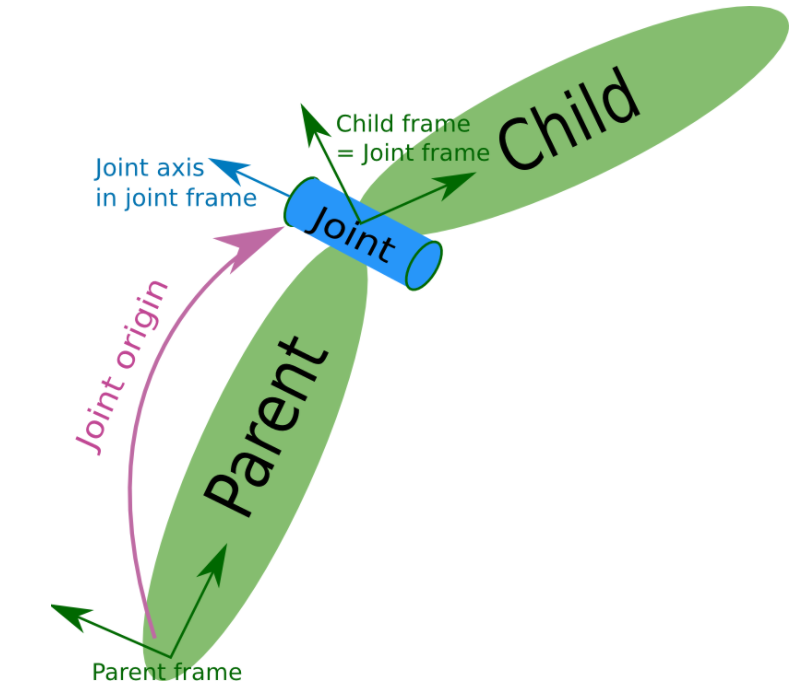 Child
Child frame
= Joint frame
Joint axis
in joint frame
Joint
Joint origin
Parent
Parent frame